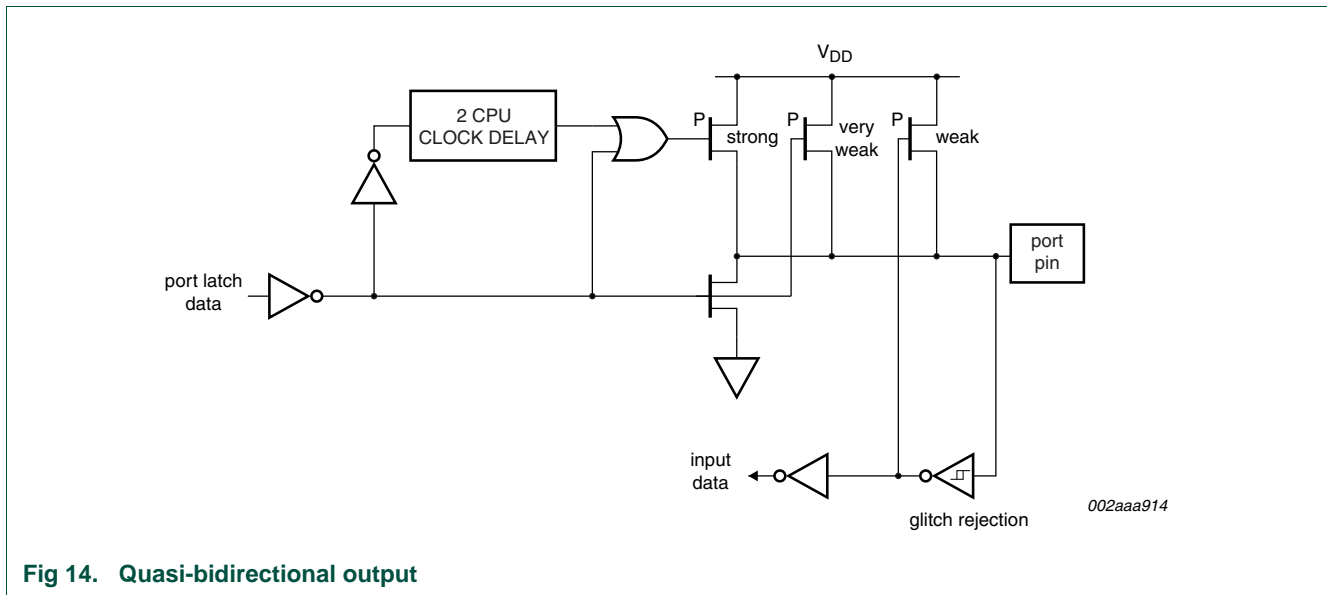 V_DD
2 CPU
CLOCK DELAY
P
strong
P
very
weak
P
weak
port
pin
port latch
data
input
data
glitch rejection
002aaa914
Fig 14. Quasi-bidirectional output